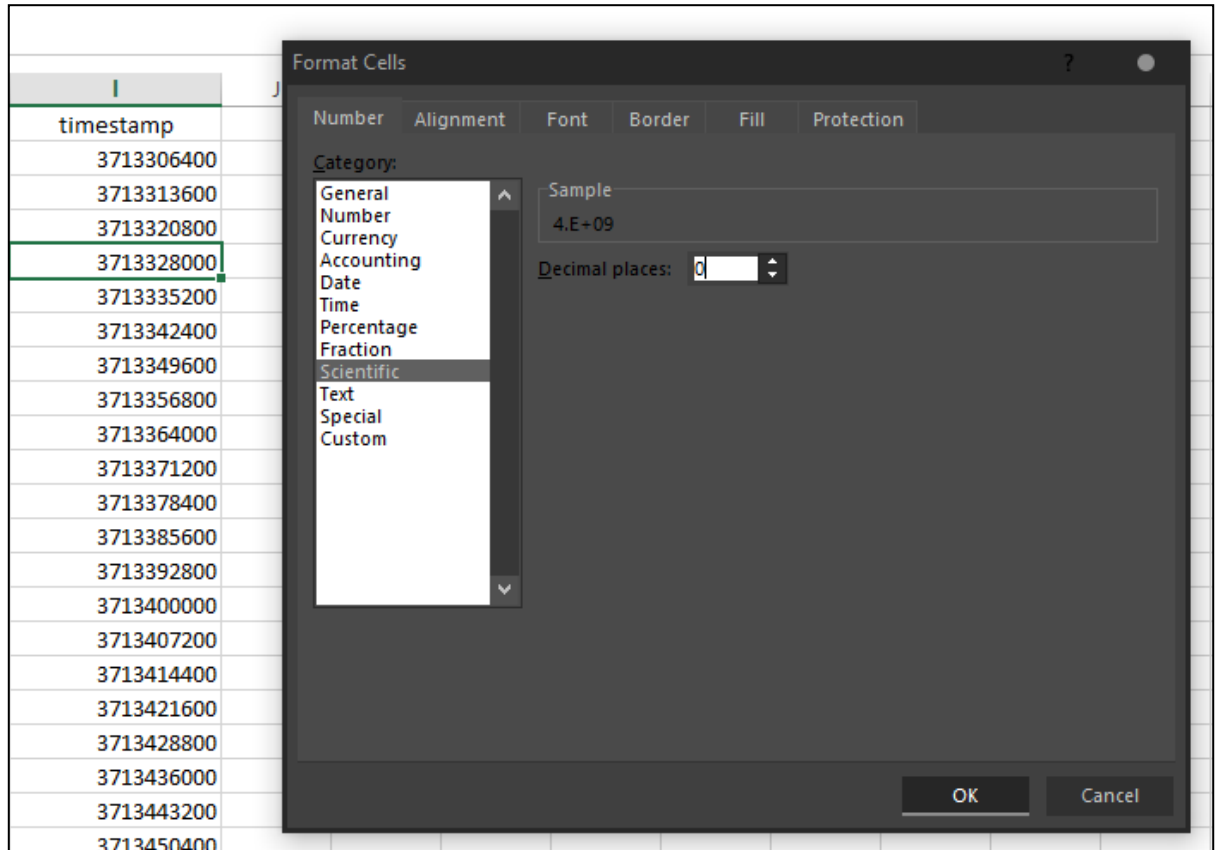 Format Cells ?
I J
Number Alignment Font Border Fill Protection
timestamp
3713306400
3713313600
3713320800
3713328000
3713335200
3713342400
3713349600
3713356800
3713364000
3713371200
3713378400
3713385600
3713392800
3713400000
3713407200
3713414400
3713421600
3713428800
3713436000
3713443200
3713450400
Category:
General
Number
Currency
Accounting
Date
Time
Percentage
Fraction
Scientific
Text
Special
Custom
Sample
4.E+09
Decimal places: 0
OK Cancel